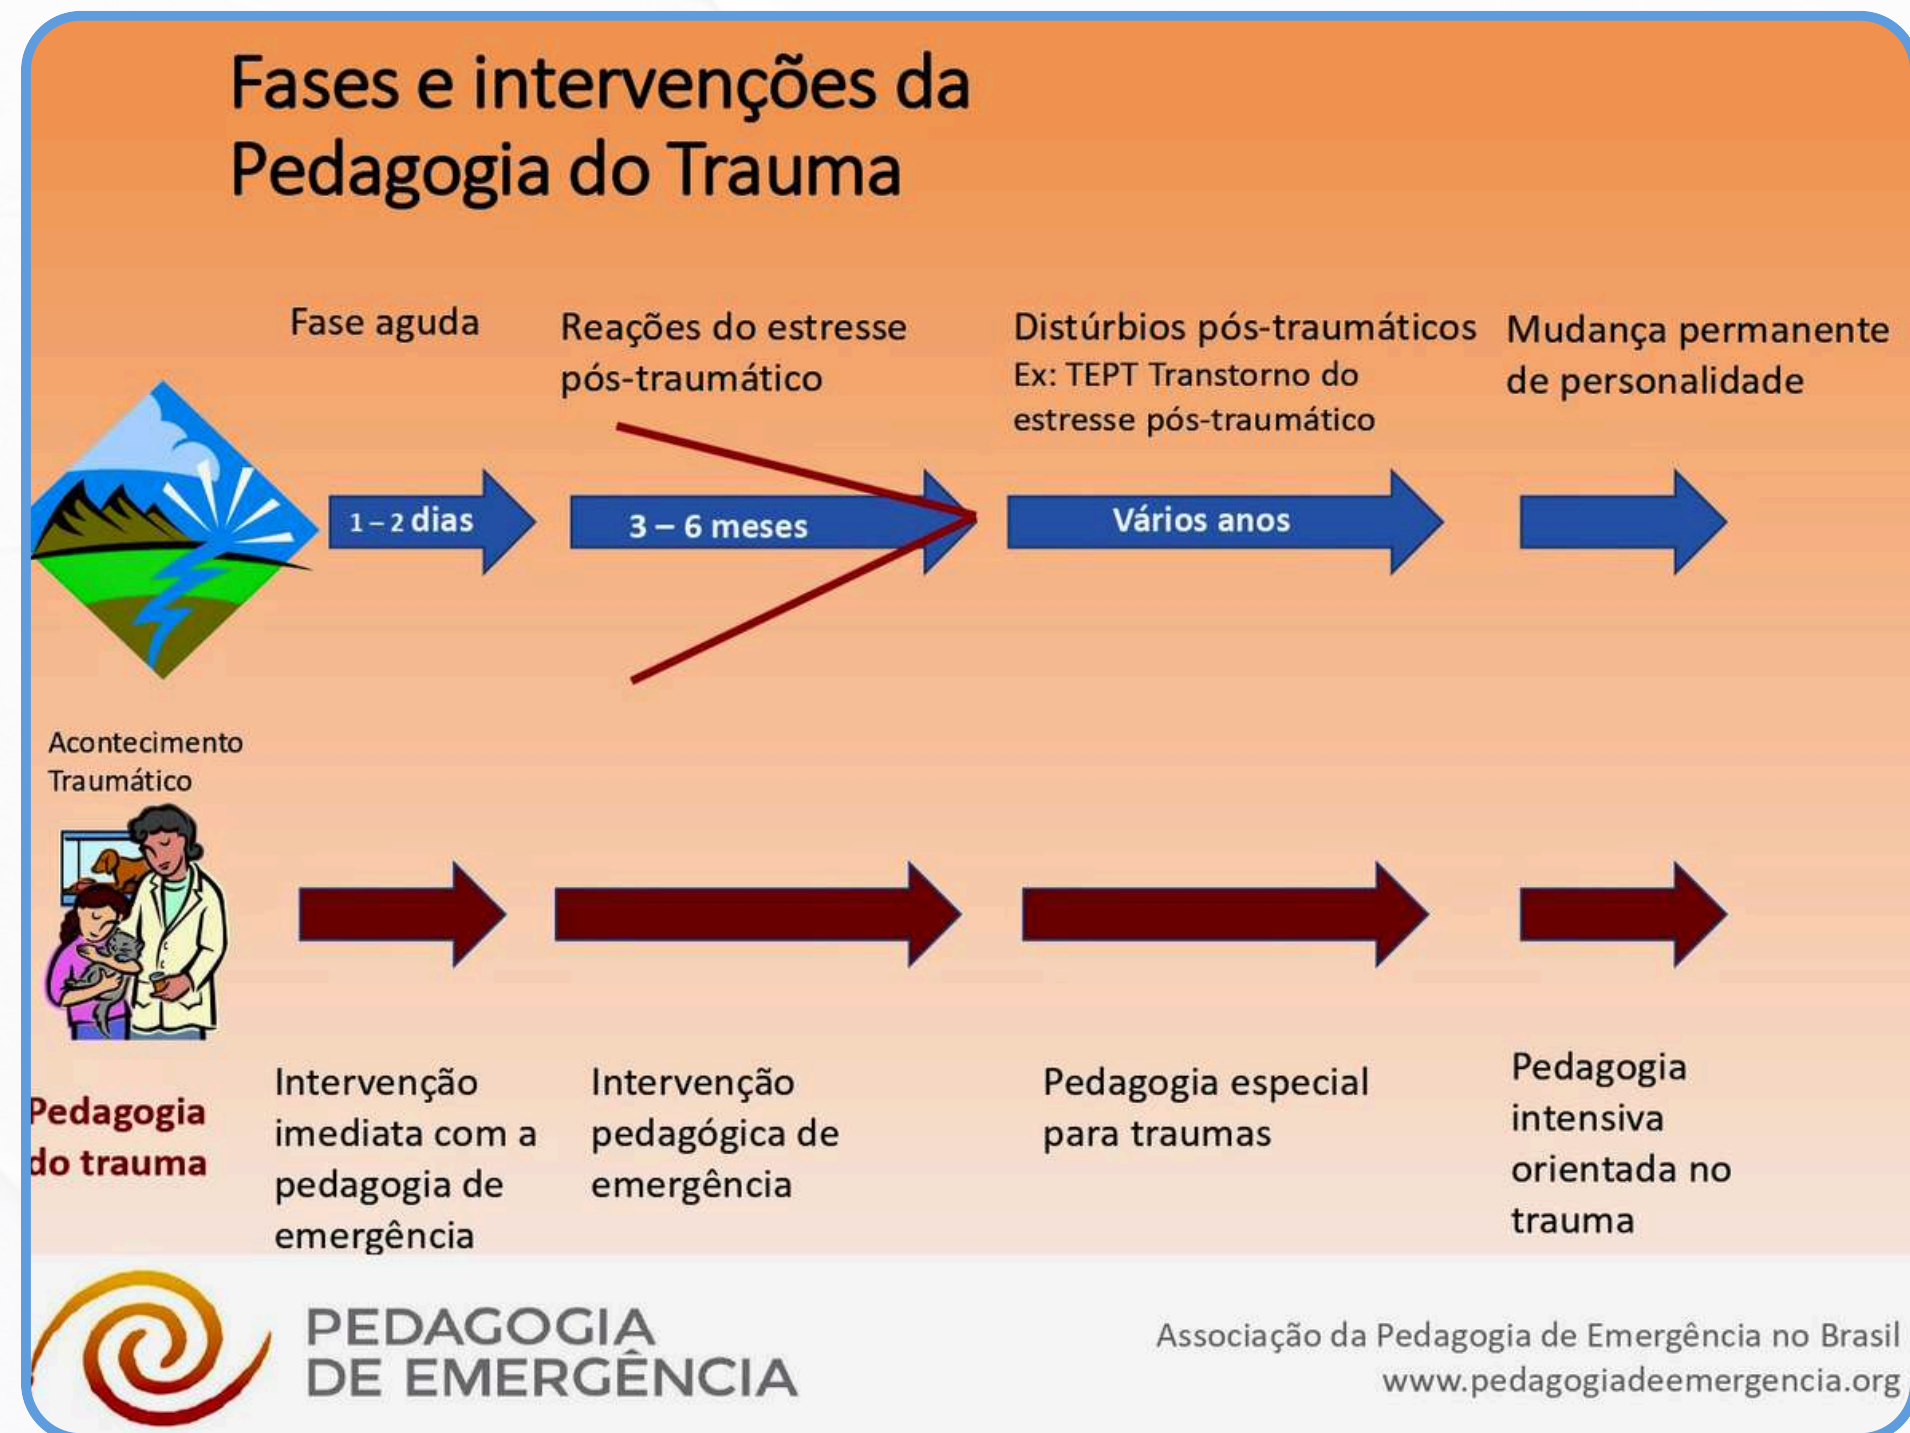 Fases e intervenções da
Pedagogia do Trauma
Fase aguda
Reações do estresse
pós-traumático
Distúrbios pós-traumáticos
Ex: TEPT Transtorno do
estresse pós-traumático
Mudança permanente
de personalidade
1 – 2 dias
3 – 6 meses
Vários anos
Acontecimento
Traumático
Pedagogia
do trauma
Intervenção
imediata com a
pedagogia de
emergência
Intervenção
pedagógica de
emergência
Pedagogia especial
para traumas
Pedagogia
intensiva
orientada no
trauma
PEDAGOGIA
DE EMERGÊNCIA
Associação da Pedagogia de Emergência no Brasil
www.pedagogiadeemergencia.org